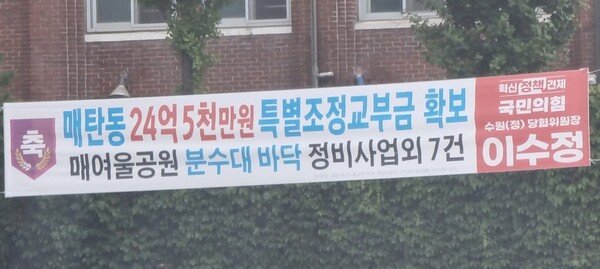 축
매탄동 24억 5천만원 특별조정교부금 확보
매여울공원 분수대 바닥 정비사업외 7건
혁신 정책 견제
국민의힘
수원(정) 당협위원장
이수정